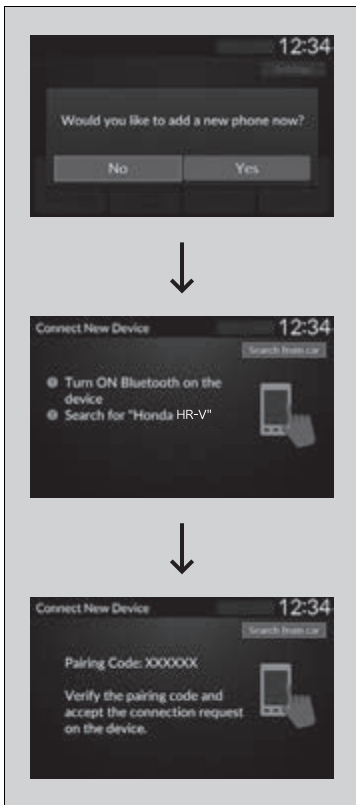 12:34
Would you like to add a new phone now?
No Yes
Connect New Device 12:34
Search from car
Turn ON Bluetooth on the
device
Search for "Honda HR-V"
Connect New Device 12:34
Search from car
Pairing Code: XXXXXX
Verify the pairing code and
accept the connection request
on the device.